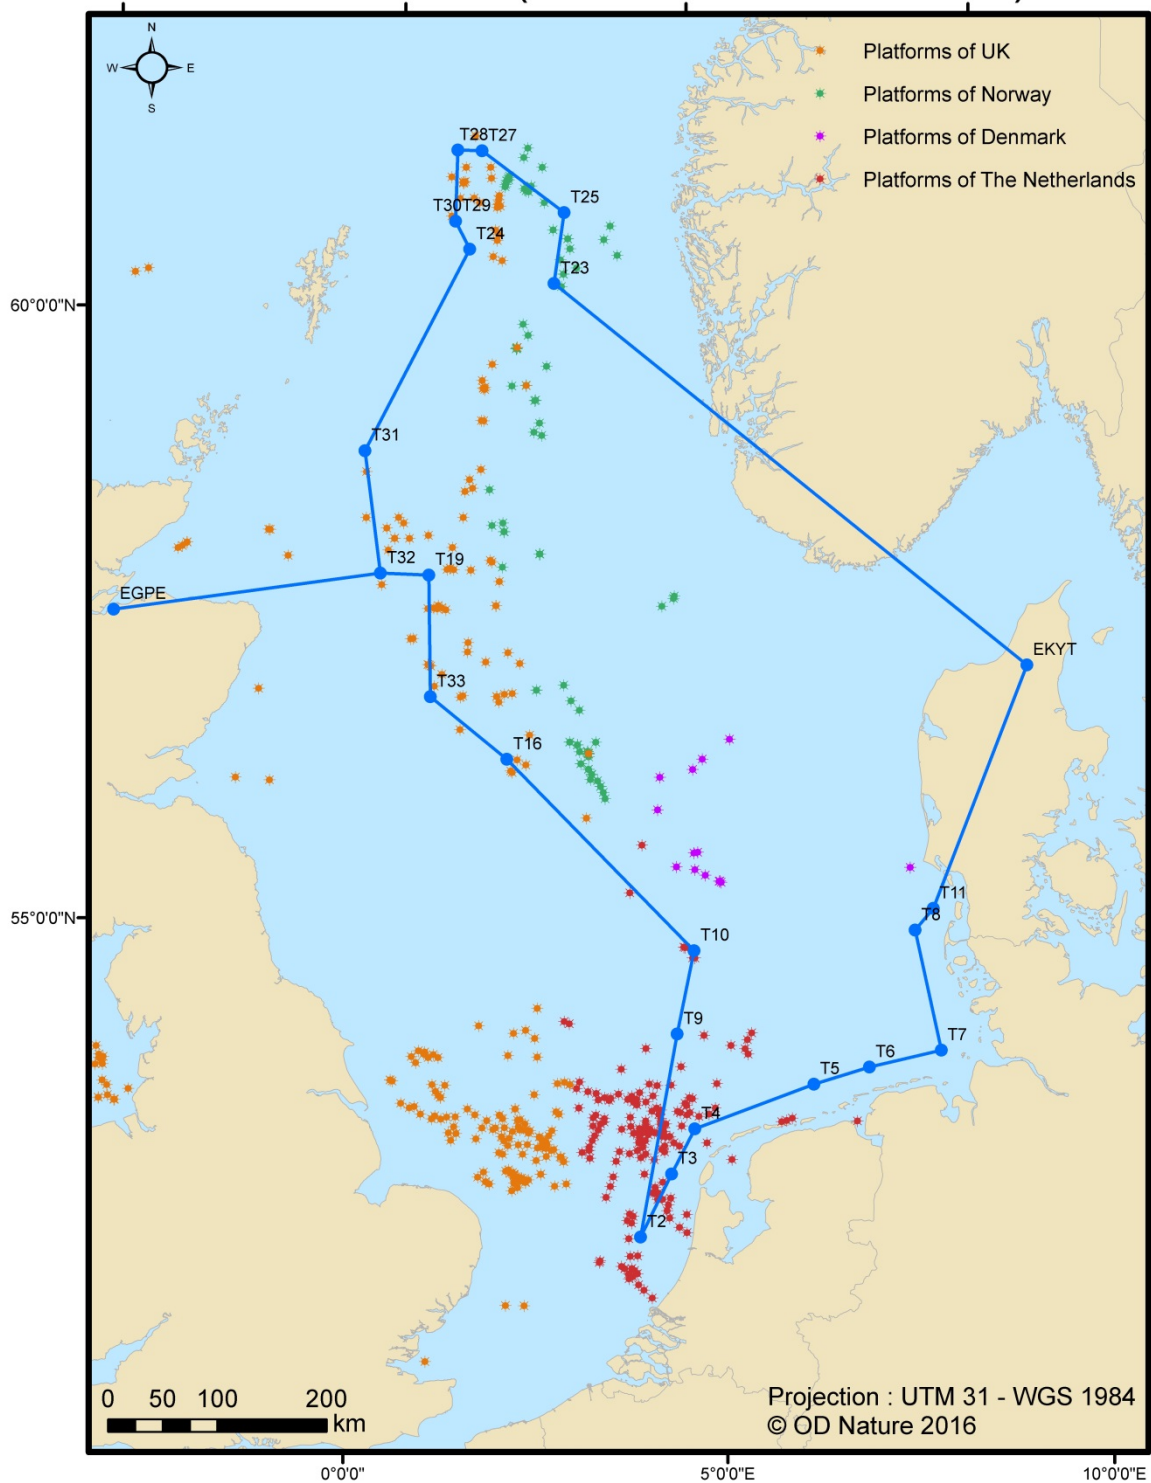 N
W E
S
Platforms of UK
Platforms of Norway
Platforms of Denmark
Platforms of The Netherlands
T28T27
T25
T30T29
T24
T23
60°0'0"N
T31
T32
T19
EGPE
EKYT
T33
T16
T11
T8
55°0'0"N
T10
T9
T7
T6
T5
T4
T3
T2
0 50 100 200
km
Projection : UTM 31 - WGS 1984
© OD Nature 2016
0°0'0"
5°0'0"E
10°0'0"E